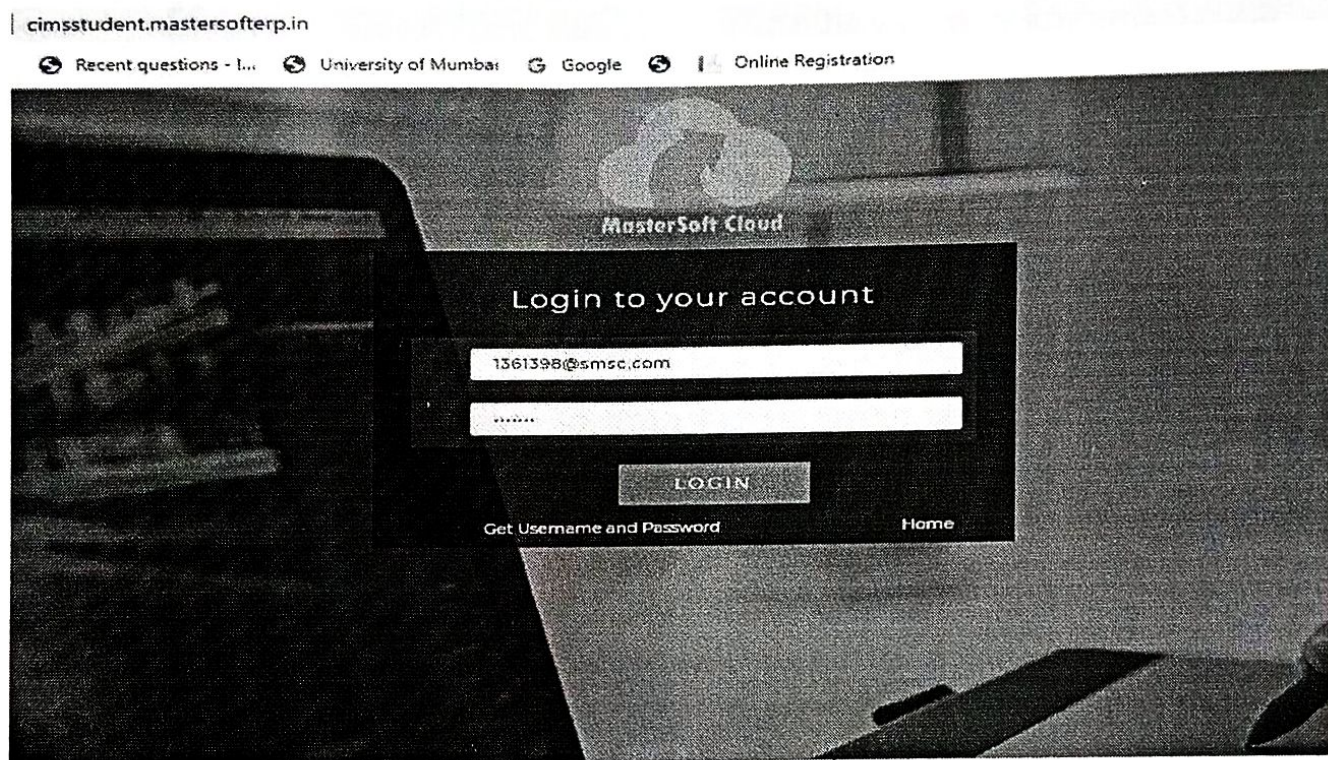 cimsstudent.mastersofterp.in
Recent questions - I... University of Mumbai G Google Online Registration
MasterSoft Cloud
Login to your account
1361398@smsc.com
.......
LOGIN
Get Username and Password Home